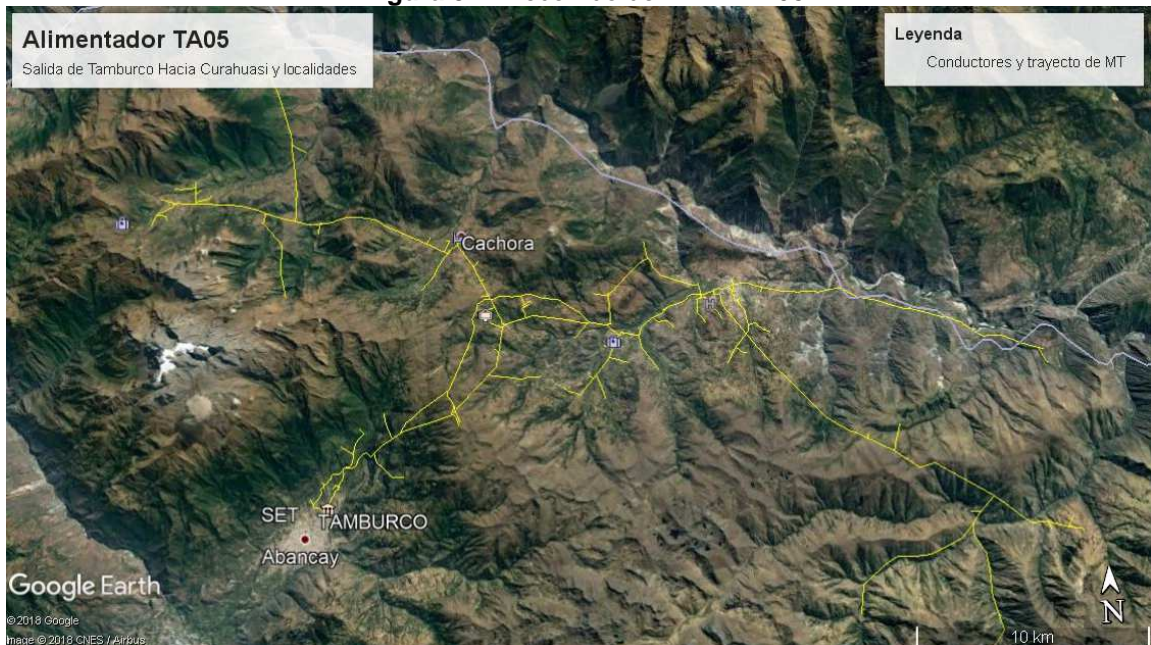 Alimentador TA05
Salida de Tamburco Hacia Curahuasi y localidades
Leyenda
Conductores y trayecto de MT
Cachora
SET TAMBURCO
Abancay
Google Earth
N
©2018 Google
Image © 2018 CNES / Airbus
10 km